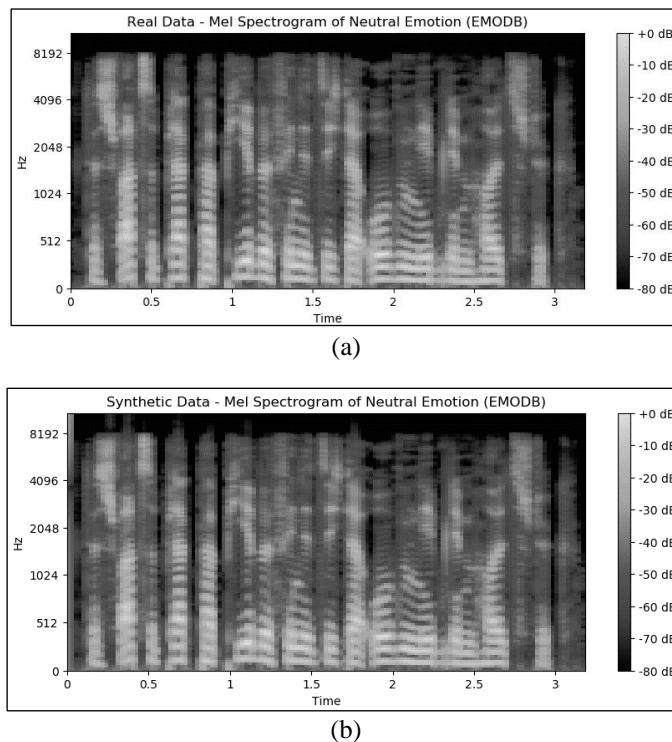 Real Data - Mel Spectrogram of Neutral Emotion (EMODB)
+0 dB
8192
-10 dB
4096
-20 dB
-30 dB
2048
Hz
-40 dB
1024
-50 dB
-60 dB
512
-70 dB
0
-80 dB
0 0.5 1 1.5 2 2.5 3
Time
(a)
Synthetic Data - Mel Spectrogram of Neutral Emotion (EMODB)
+0 dB
8192
-10 dB
4096
-20 dB
-30 dB
2048
Hz
-40 dB
1024
-50 dB
512
-60 dB
-70 dB
0
-80 dB
0 0.5 1 1.5 2 2.5 3
Time
(b)